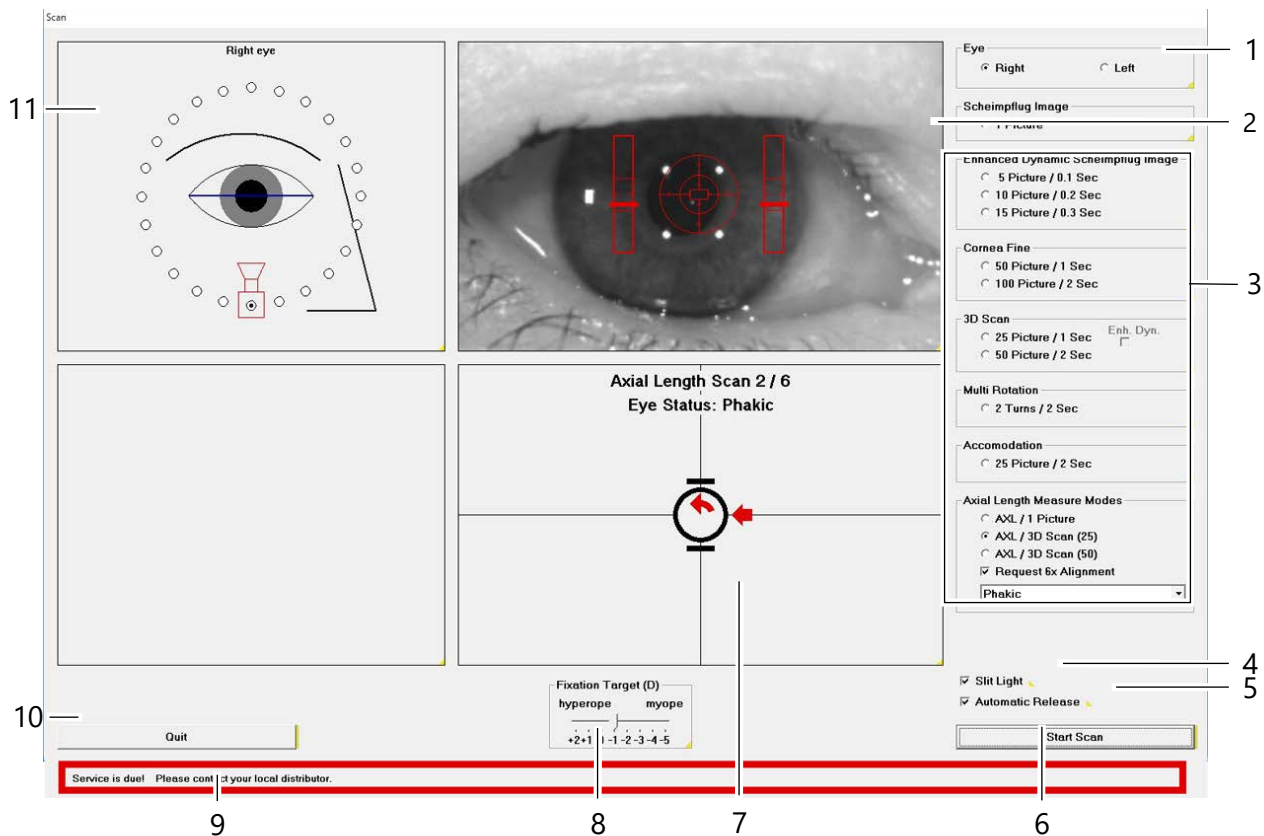 Scan
Right eye
Eye
Right Left
Scheimpflug Image
1 Picture
Enhanced Dynamic Scheimpflug Image
5 Picture / 0.1 Sec
10 Picture / 0.2 Sec
15 Picture / 0.3 Sec
Cornea Fine
50 Picture / 1 Sec
100 Picture / 2 Sec
3D Scan
25 Picture / 1 Sec Enh. Dyn.
50 Picture / 2 Sec
Multi Rotation
2 Turns / 2 Sec
Accomodation
25 Picture / 2 Sec
Axial Length Measure Modes
AXL / 1 Picture
AXL / 3D Scan (25)
AXL / 3D Scan (50)
Request 6x Alignment
Phakic
Axial Length Scan 2 / 6
Eye Status: Phakic
Slit Light
Automatic Release
Fixation Target (D)
hyperope myope
+2 +1 0 -1 -2 -3 -4 -5
Quit
Start Scan
Service is due! Please contact your local distributor.
1
2
3
4
5
6
7
8
9
10
11